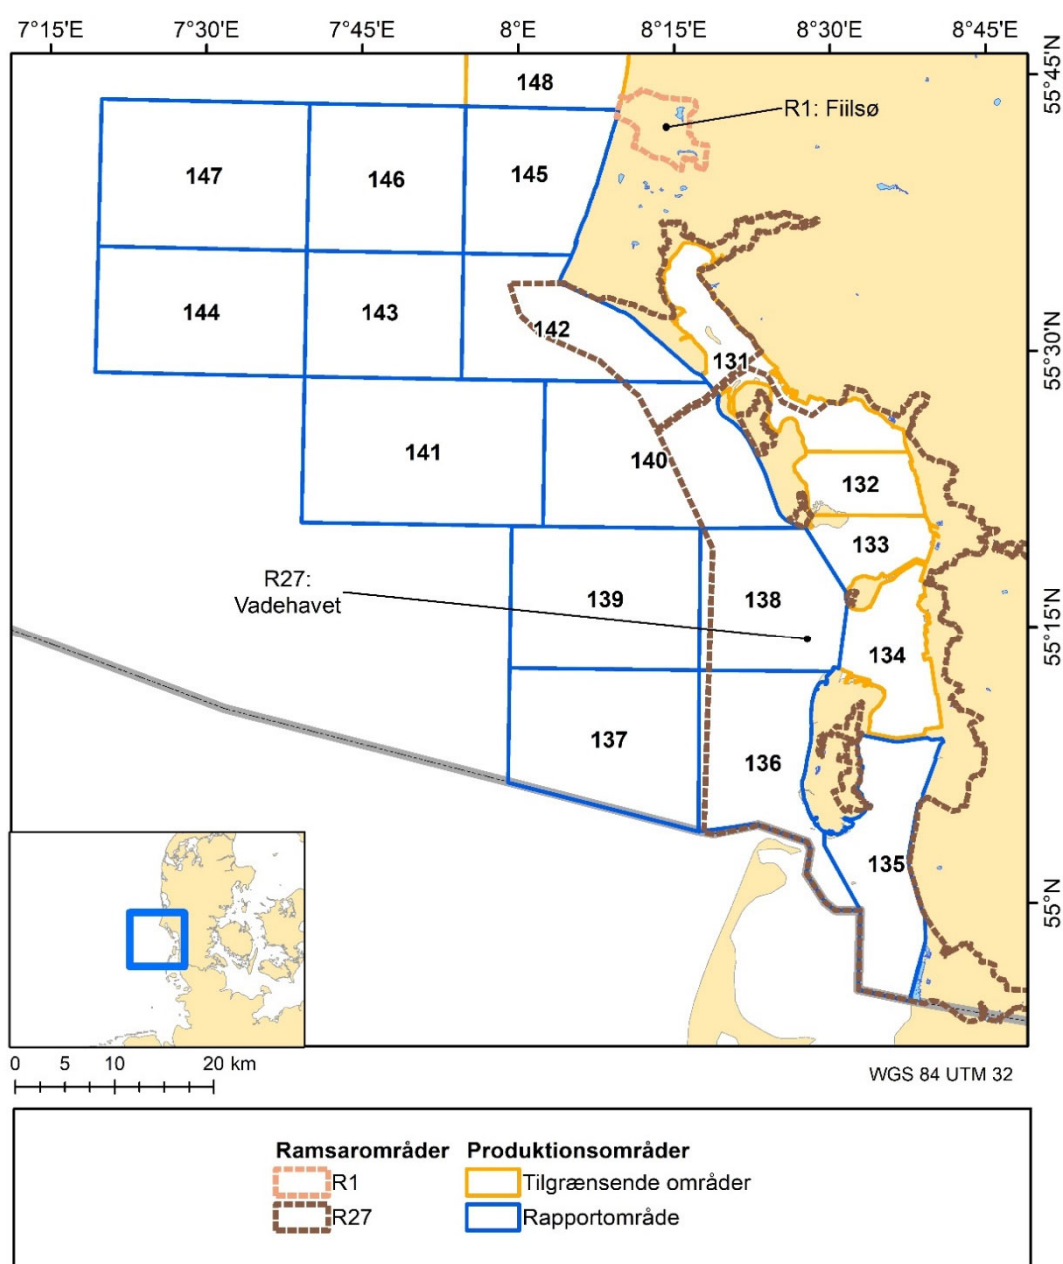 7°15'E 7°30'E 7°45'E 8°E 8°15'E 8°30'E 8°45'E
55°45'N
148
R1: Fiilsø
147 146 145
144 143 142
55°30'N
131
141 140
132
133
R27:
Vadehavet
139 138
55°15'N
134
137 136
135
55°N
0 5 10 20 km
WGS 84 UTM 32
Ramsarområder Produktionsområder
R1 Tilgrænsende områder
R27 Rapportområde